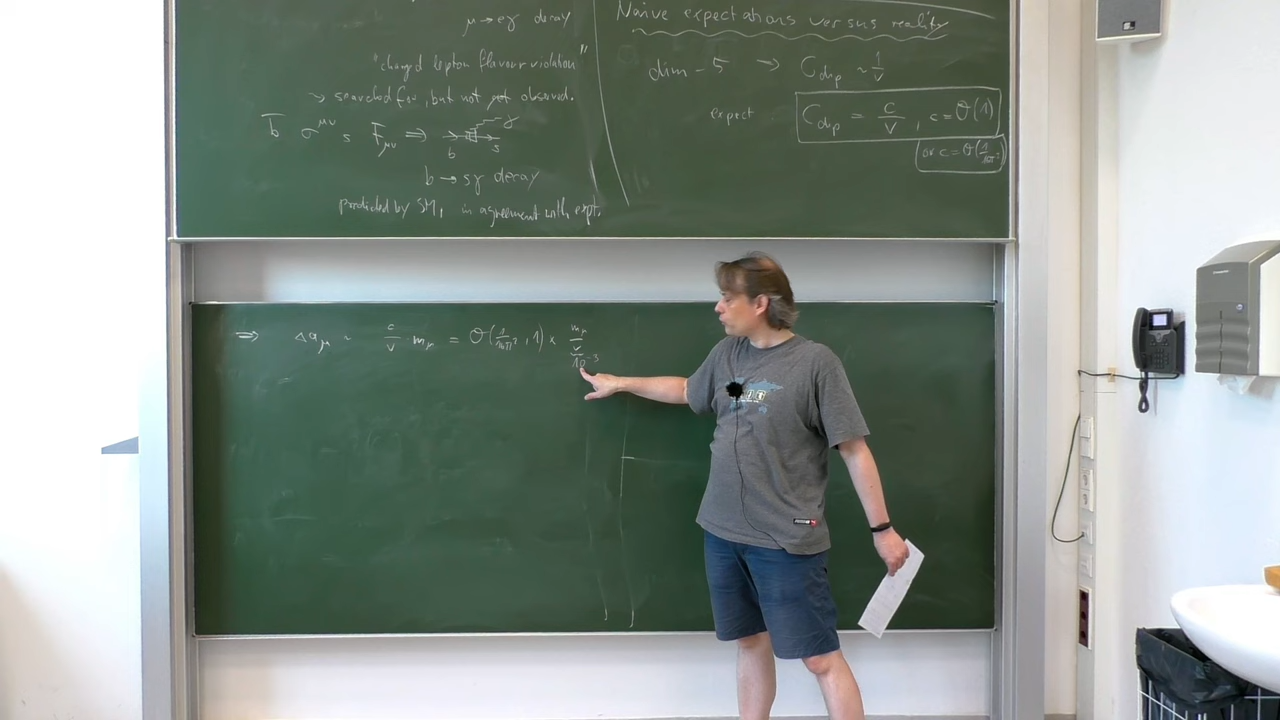 μ → eγ decay
"charged lepton flavour violation"
→ searched for, but not yet observed.
b̄ σ^μν s F_μν ⇒
γ
b s
b → sγ decay
predicted by SM, in agreement with expt.
Naive expectations versus reality
dim-5 → C_dip ~ 1/v
expect C_dip = c/v, c = O(1)
or c = O(1/16π²)
⇒ Δa_μ ~ c/v m_μ = O(1/16π², 1) × m_μ/v
10^-3